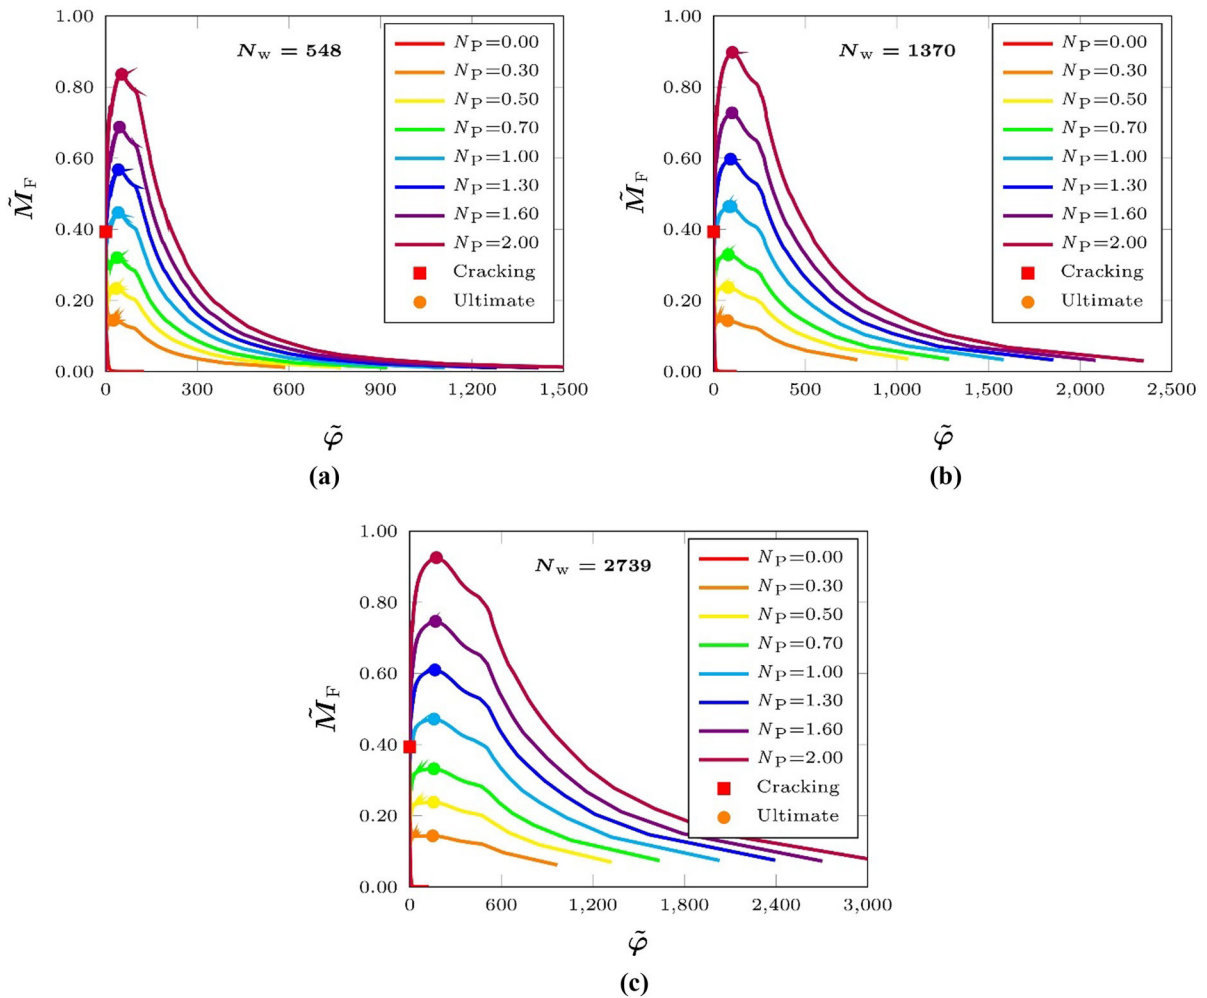 1.00
0.80
0.60
0.40
0.20
0.00
M̃F
Nw = 548
NP=0.00
NP=0.30
NP=0.50
NP=0.70
NP=1.00
NP=1.30
NP=1.60
NP=2.00
Cracking
Ultimate
0 300 600 900 1,200 1,500
φ̃
(a)
1.00
0.80
0.60
0.40
0.20
0.00
M̃F
Nw = 1370
NP=0.00
NP=0.30
NP=0.50
NP=0.70
NP=1.00
NP=1.30
NP=1.60
NP=2.00
Cracking
Ultimate
0 500 1,000 1,500 2,000 2,500
φ̃
(b)
1.00
0.80
0.60
0.40
0.20
0.00
M̃F
Nw = 2739
NP=0.00
NP=0.30
NP=0.50
NP=0.70
NP=1.00
NP=1.30
NP=1.60
NP=2.00
Cracking
Ultimate
0 600 1,200 1,800 2,400 3,000
φ̃
(c)